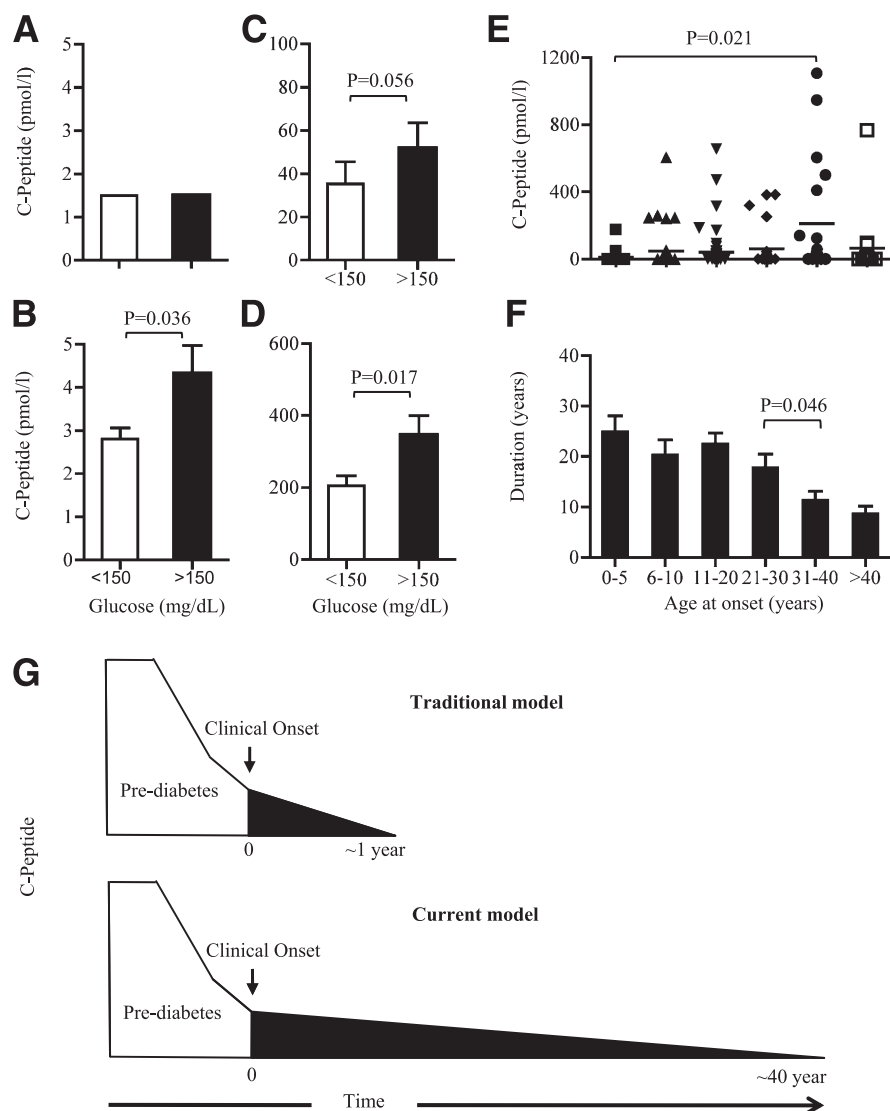 A
5
4
3
2
1
0
C-Peptide (pmol/l)
B
P=0.036
5
4
3
2
1
0
C-Peptide (pmol/l)
<150 >150
Glucose (mg/dL)
C
100
80
60
40
20
0
P=0.056
<150 >150
D
600
400
200
0
P=0.017
<150 >150
Glucose (mg/dL)
E
P=0.021
1200
800
400
0
C-Peptide (pmol/l)
F
40
30
20
10
0
Duration (years)
P=0.046
0-5 6-10 11-20 21-30 31-40 >40
Age at onset (years)
G
C-Peptide
Traditional model
Clinical Onset
Pre-diabetes
0 ~1 year
Current model
Clinical Onset
Pre-diabetes
0 ~40 year
Time